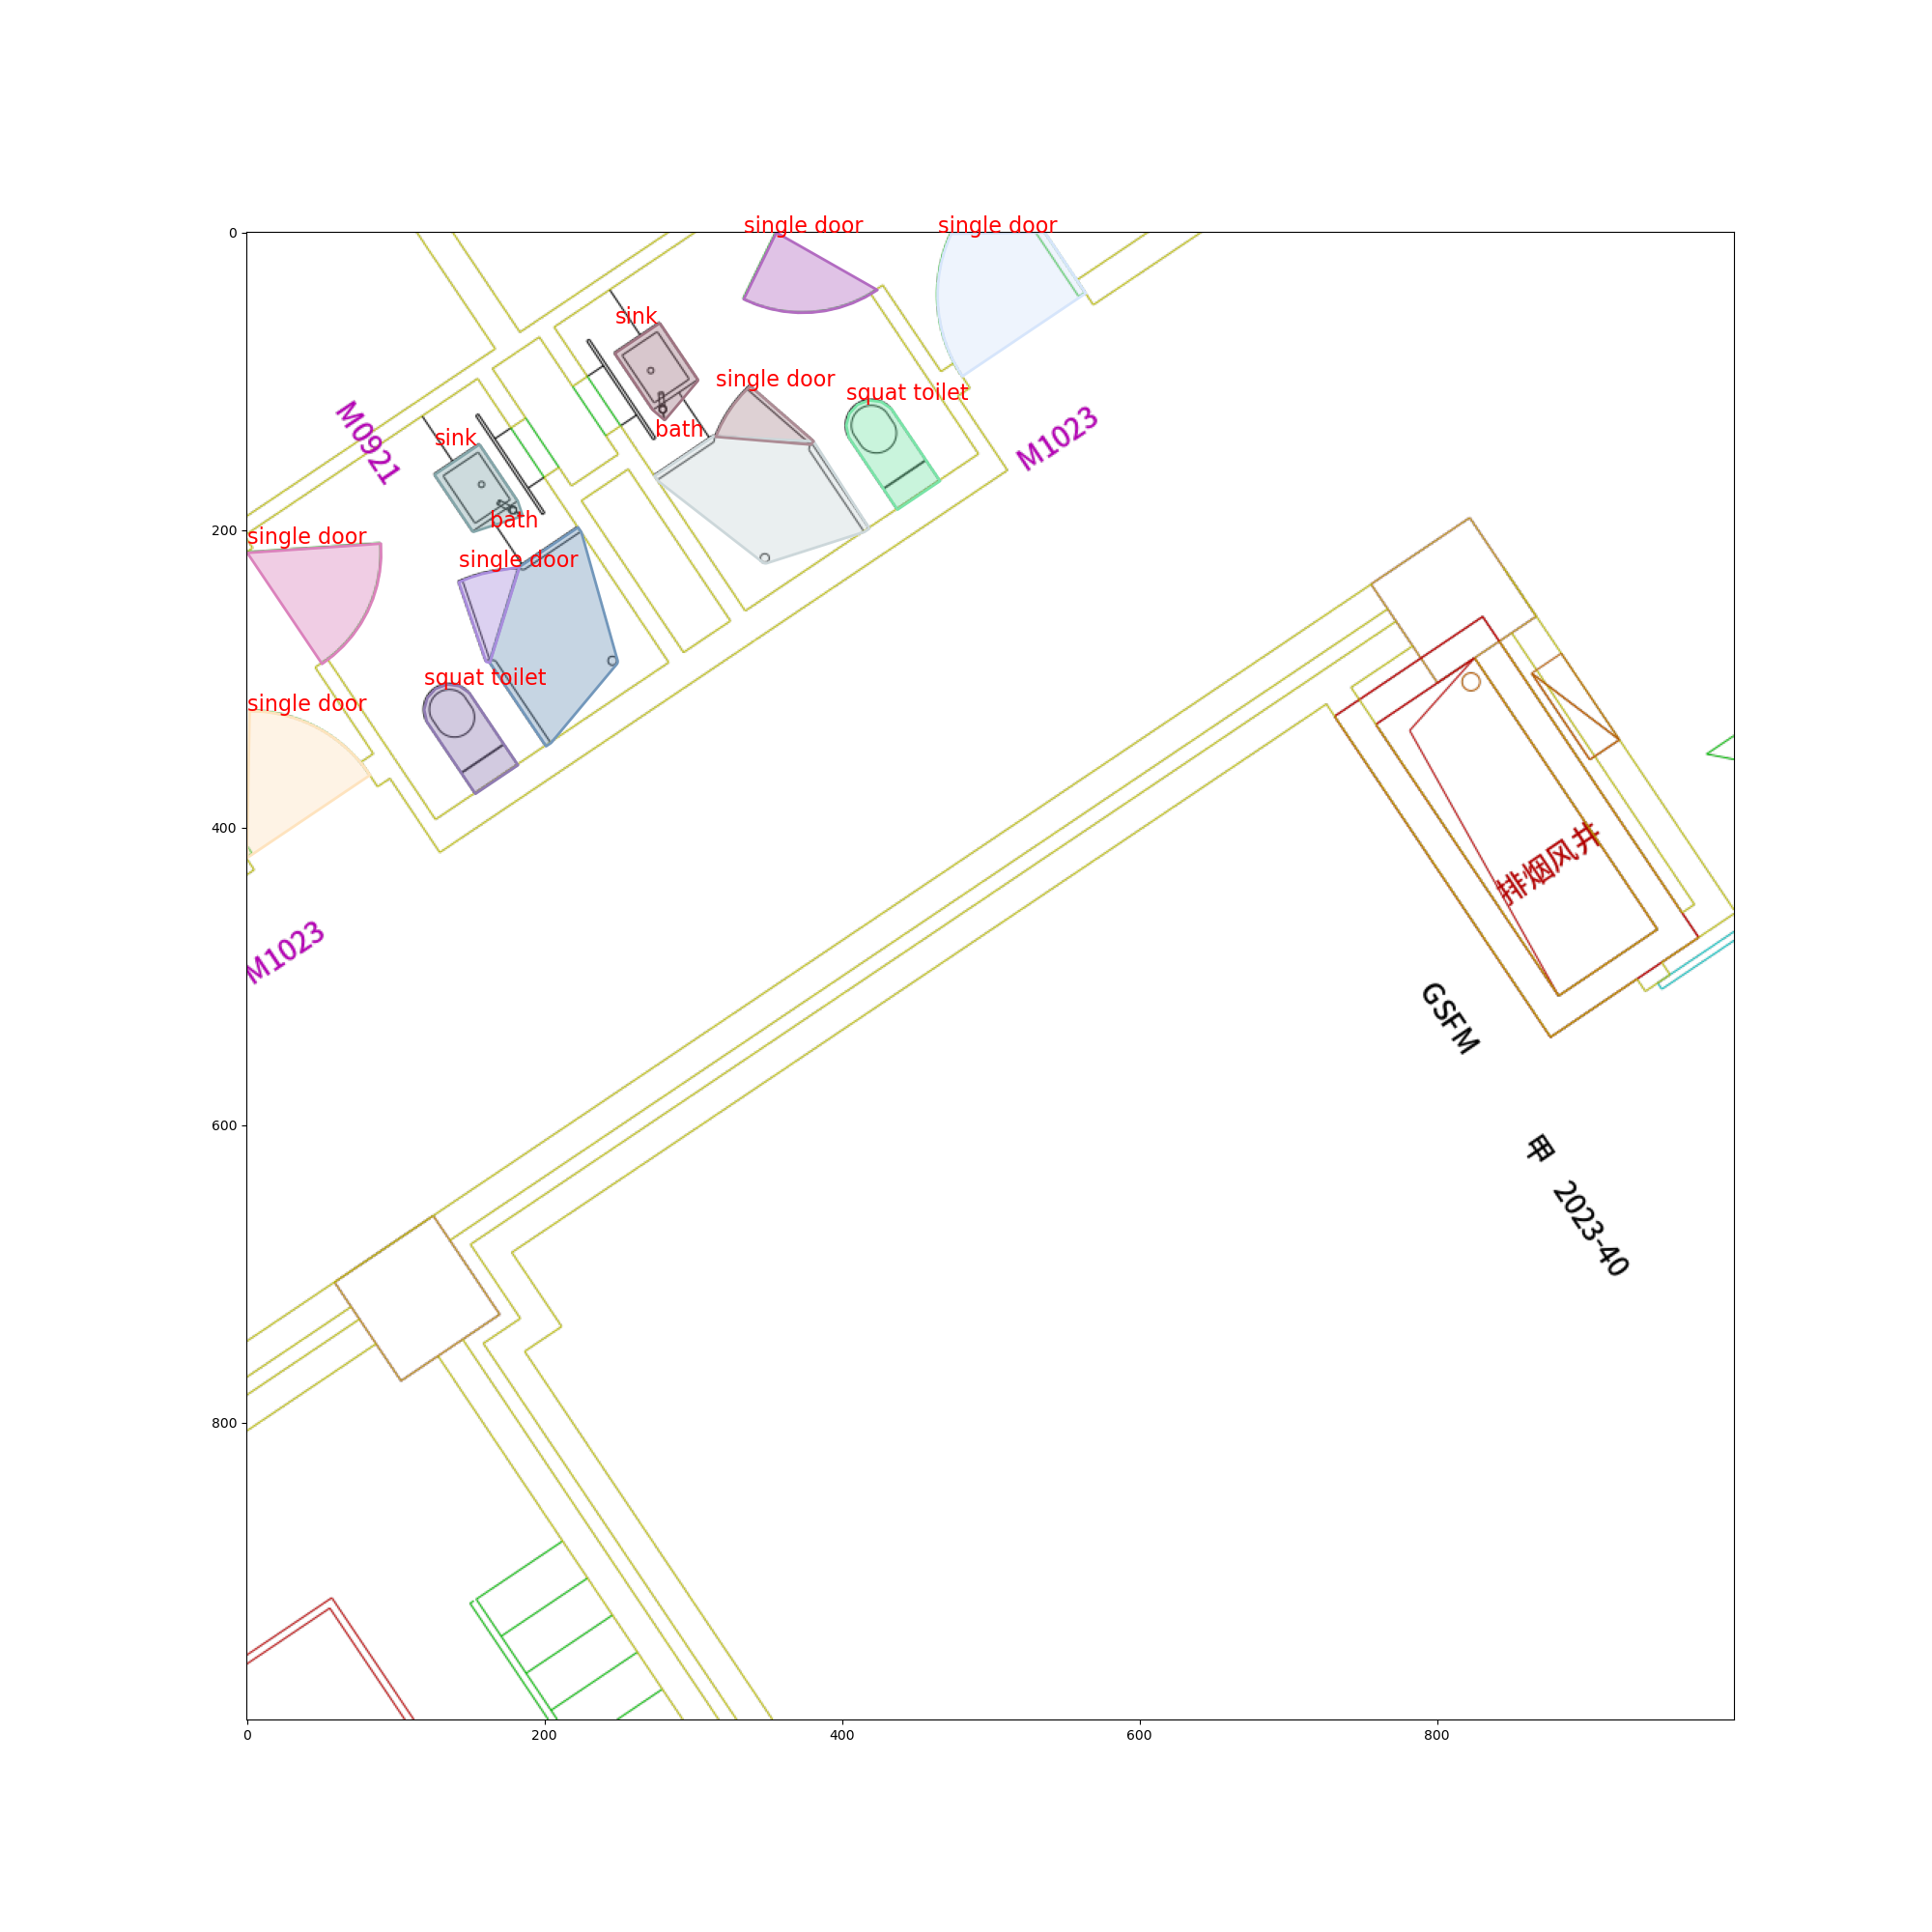 single door
single door
0
sink
single door
squat toilet
bath
M1023
M0921
sink
bath
200
single door
single door
squat toilet
single door
400
排烟风井
M1023
GSFM
600
甲
2023-40
800
0
200
400
600
800